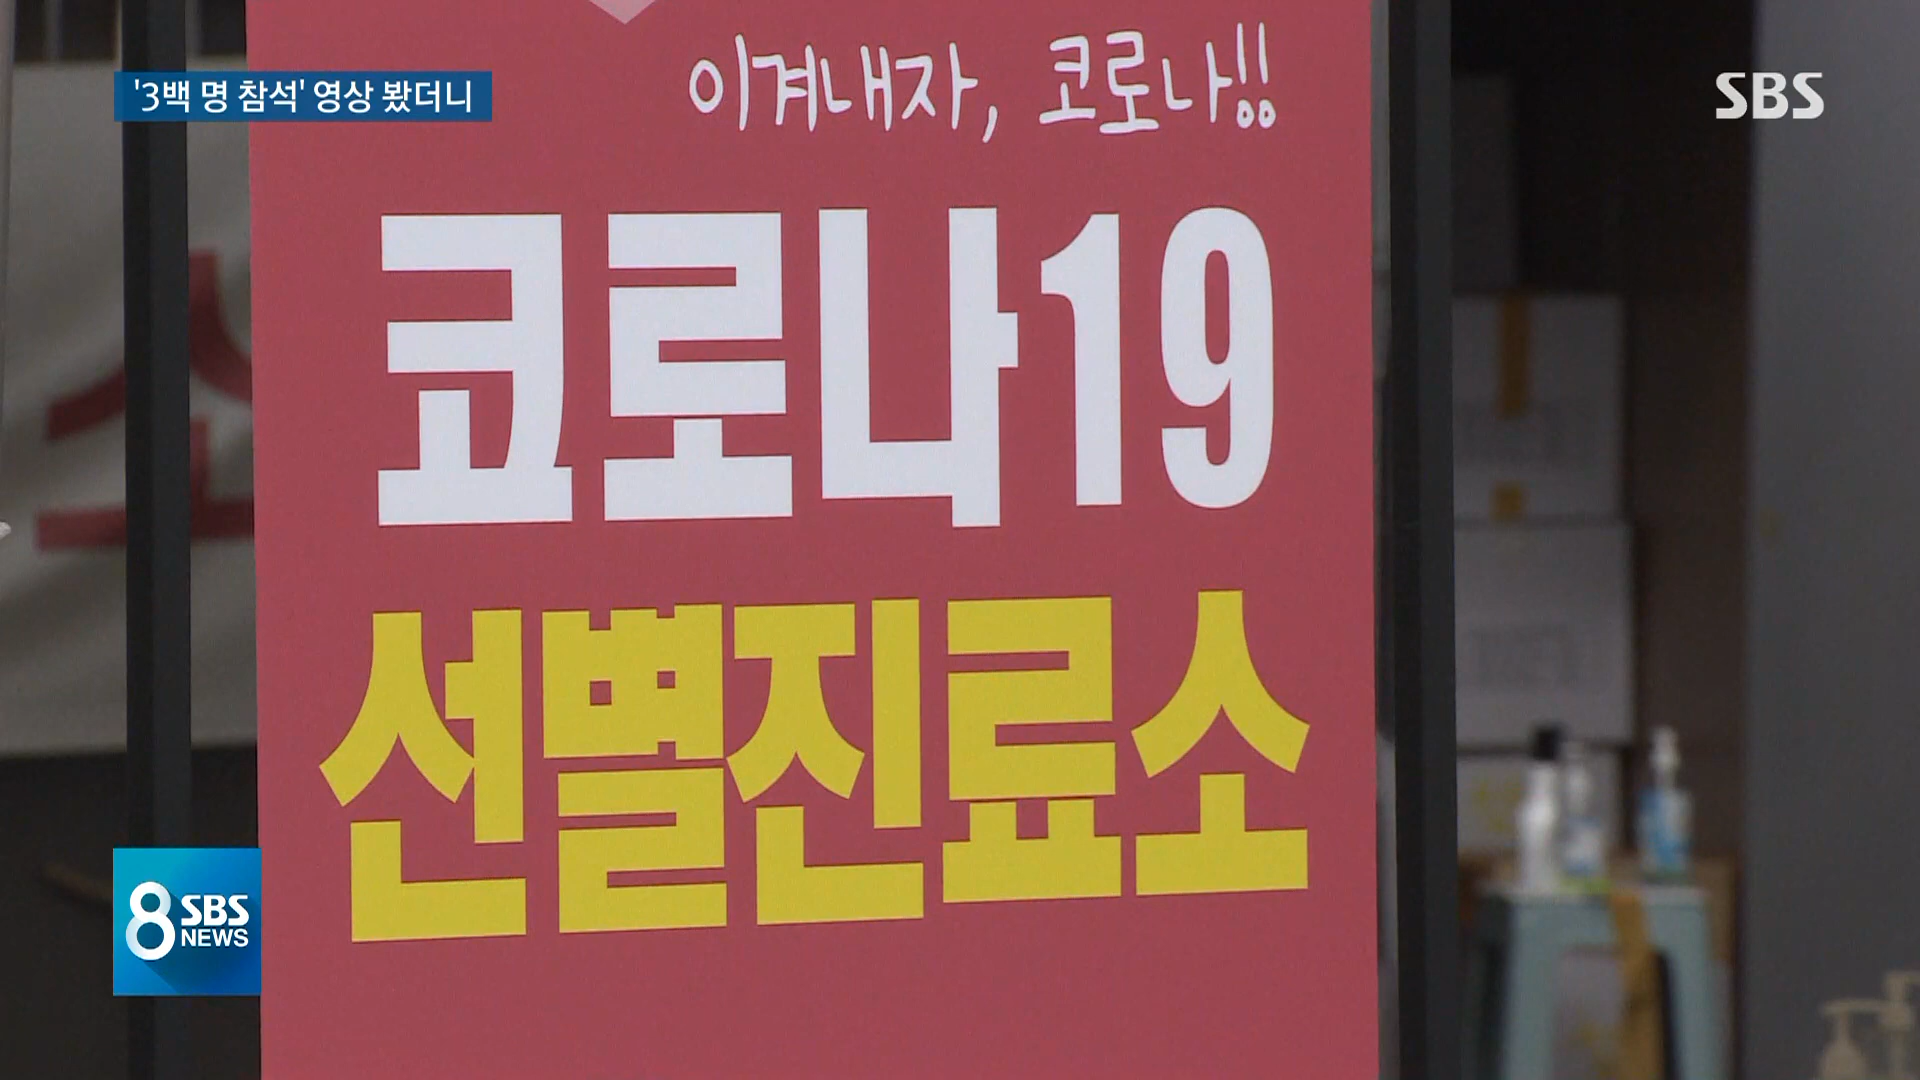 '3백 명 참석' 영상 봤더니
SBS
이겨내자, 코로나!!
코로나19
선별진료소
소
8 SBS
NEWS